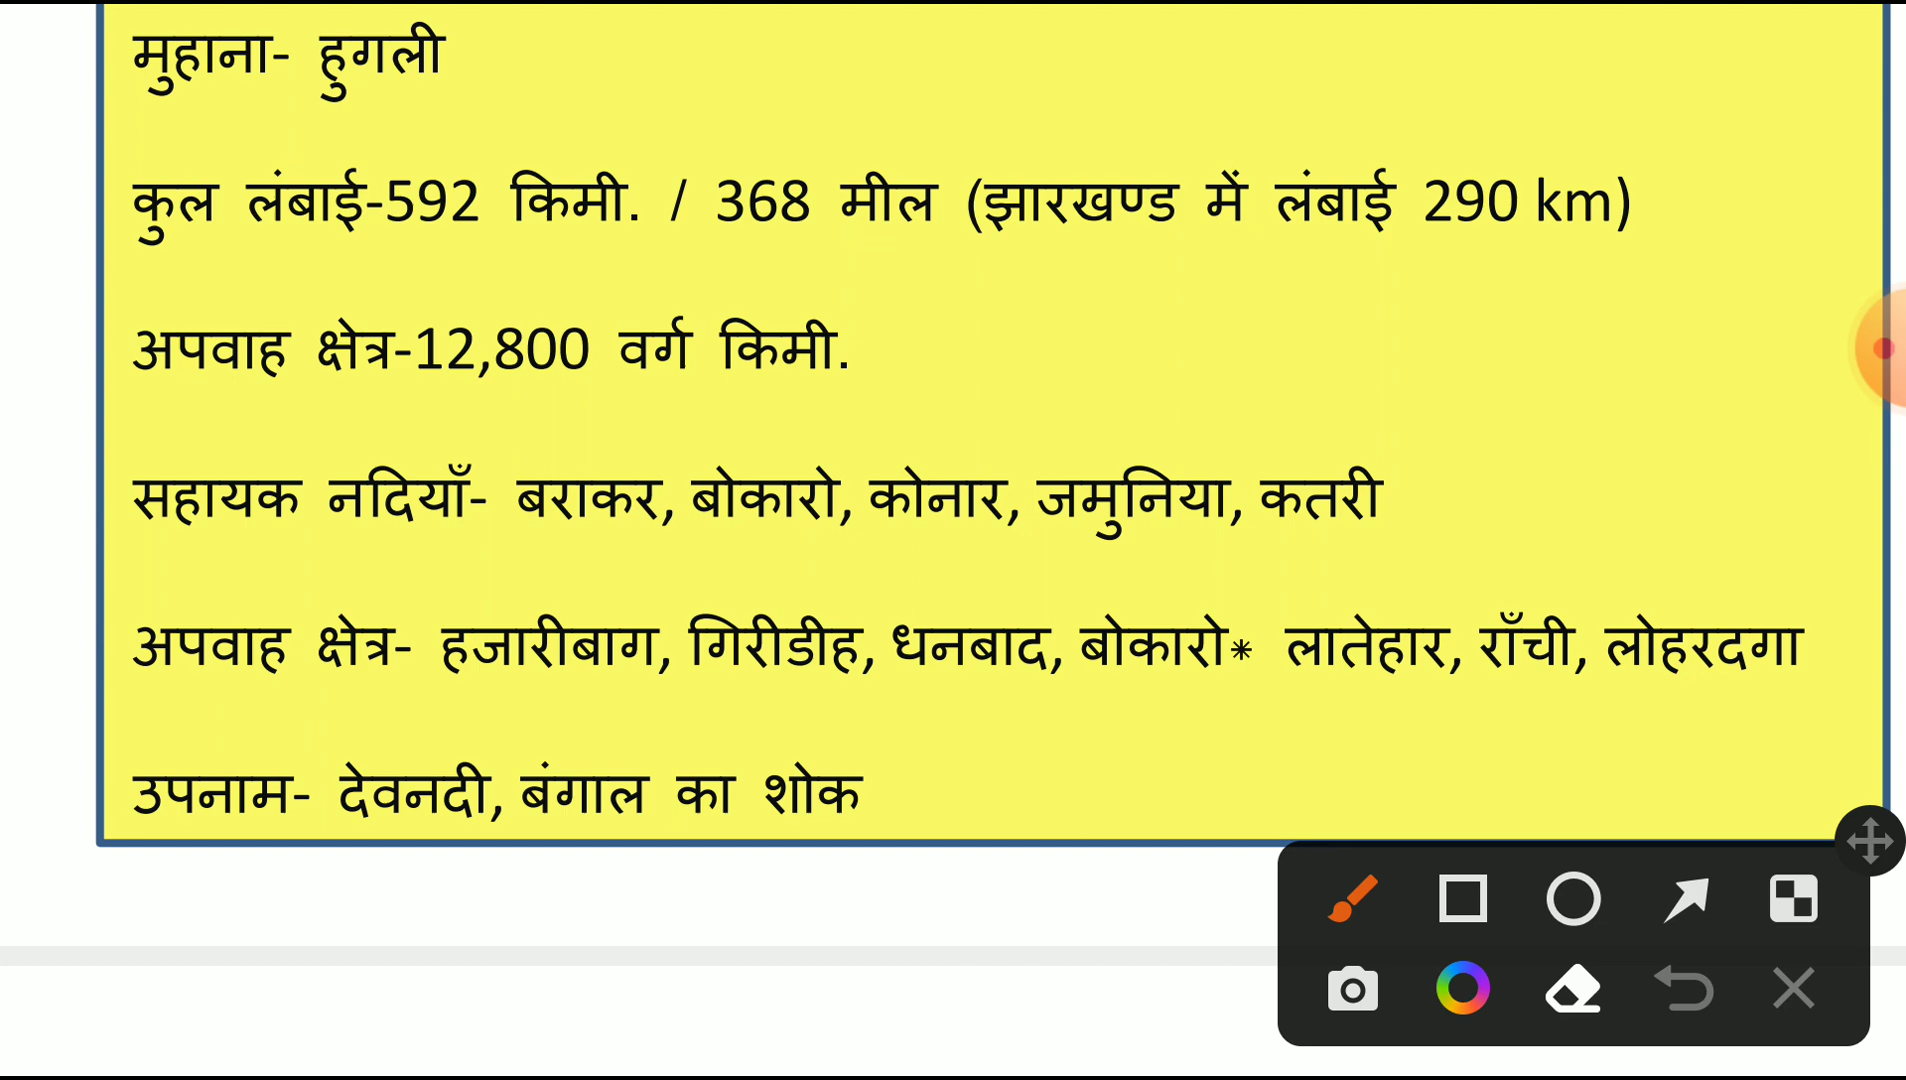 मुहाना- हुगली
कुल लंबाई-592 किमी. / 368 मील (झारखण्ड में लंबाई 290 km)
अपवाह क्षेत्र-12,800 वर्ग किमी.
सहायक नदियाँ- बराकर, बोकारो, कोनार, जमुनिया, कतरी
अपवाह क्षेत्र- हजारीबाग, गिरीडीह, धनबाद, बोकारो* लातेहार, राँची, लोहरदगा
उपनाम- देवनदी, बंगाल का शोक